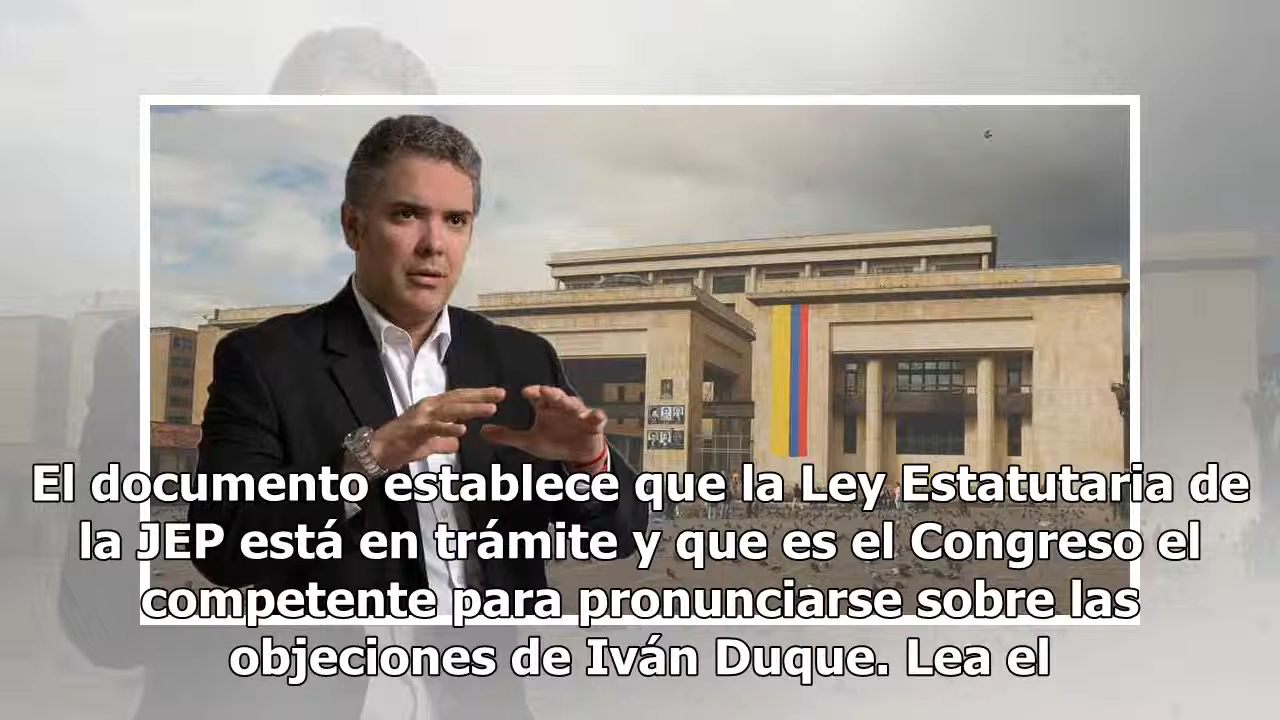 El documento establece que la Ley Estatutaria de
la JEP está en trámite y que es el Congreso el
competente para pronunciarse sobre las
objeciones de Iván Duque. Lea el